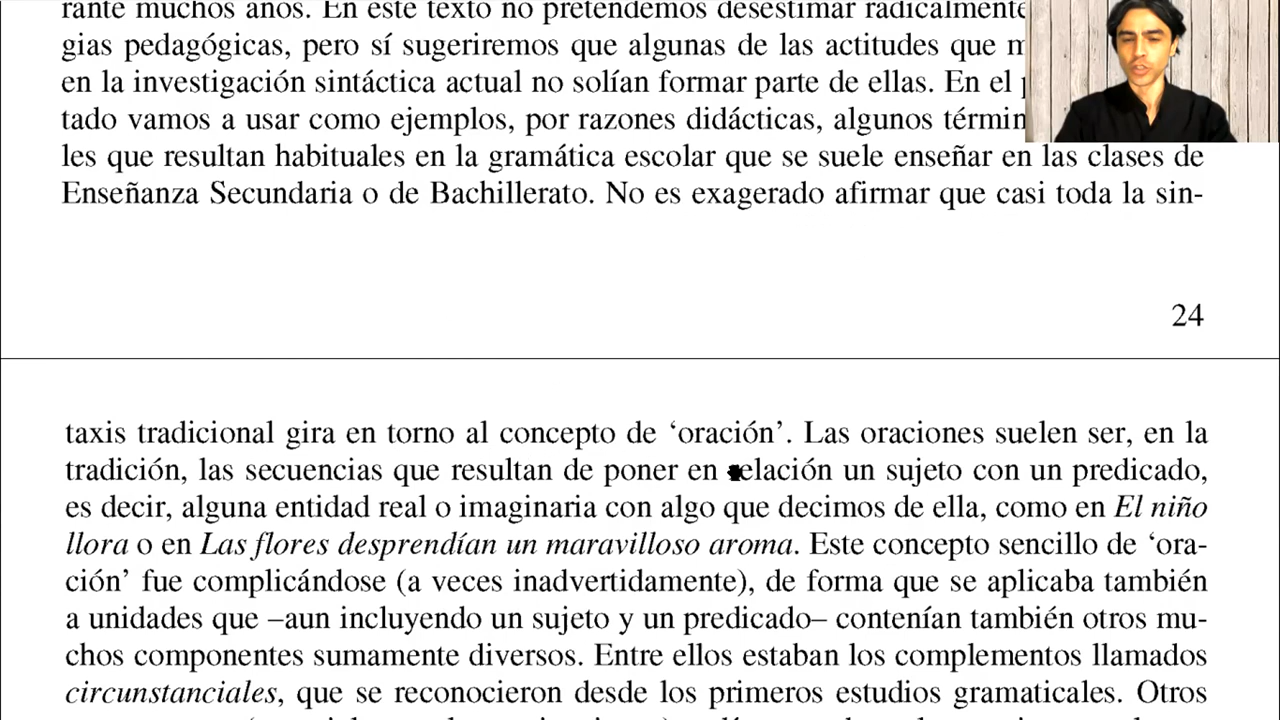 rante muchos años. En este texto no pretendemos desestimar radicalmente
gias pedagógicas, pero sí sugeriremos que algunas de las actitudes que m
en la investigación sintáctica actual no solían formar parte de ellas. En el
tado vamos a usar como ejemplos, por razones didácticas, algunos términ
les que resultan habituales en la gramática escolar que se suele enseñar en las clases de
Enseñanza Secundaria o de Bachillerato. No es exagerado afirmar que casi toda la sin-
24
taxis tradicional gira en torno al concepto de ‘oración’. Las oraciones suelen ser, en la
tradición, las secuencias que resultan de poner en relación un sujeto con un predicado,
es decir, alguna entidad real o imaginaria con algo que decimos de ella, como en El niño
llora o en Las flores desprendían un maravilloso aroma. Este concepto sencillo de ‘ora-
ción’ fue complicándose (a veces inadvertidamente), de forma que se aplicaba también
a unidades que –aun incluyendo un sujeto y un predicado– contenían también otros mu-
chos componentes sumamente diversos. Entre ellos estaban los complementos llamados
circunstanciales, que se reconocieron desde los primeros estudios gramaticales. Otros